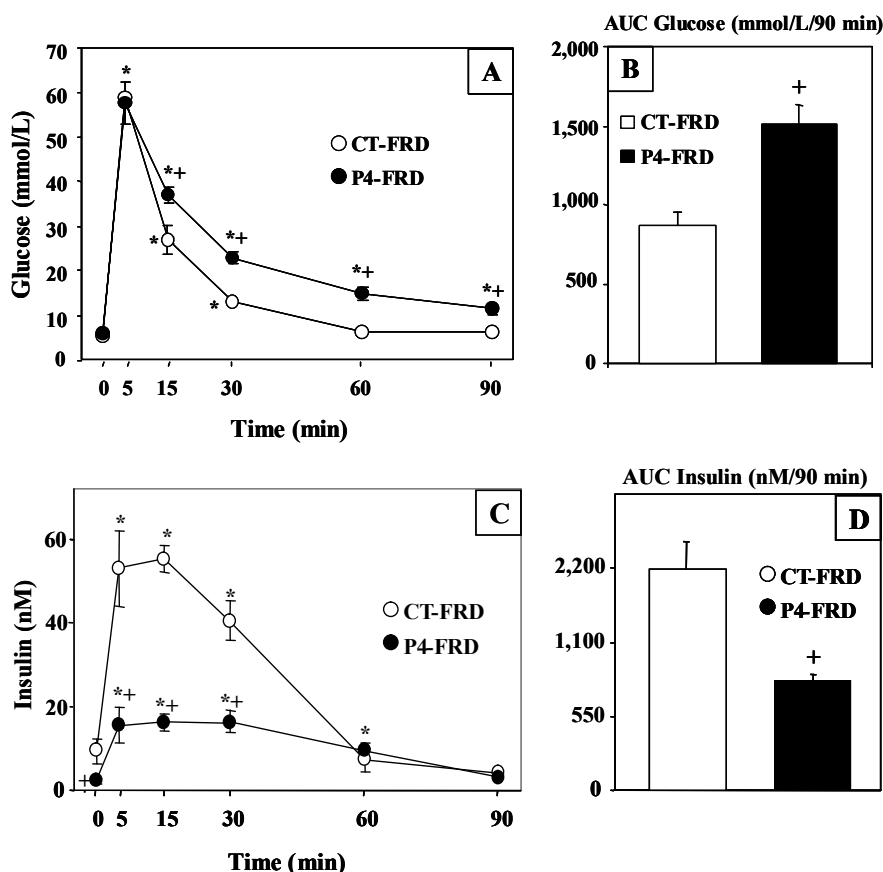 70
60
50
40
30
20
10
0
Glucose (mmol/L)
A
*
*+
*
*+
*
*+
*+
CT-FRD
P4-FRD
0 5 15 30 60 90
Time (min)
AUC Glucose (mmol/L/90 min)
2,000
1,500
1,000
500
0
B
+
CT-FRD
P4-FRD
60
40
20
0
Insulin (nM)
C
*
*
*
*+
*+
*+
*
+
CT-FRD
P4-FRD
0 5 15 30 60 90
Time (min)
AUC Insulin (nM/90 min)
2,200
1,100
550
0
D
CT-FRD
P4-FRD
+